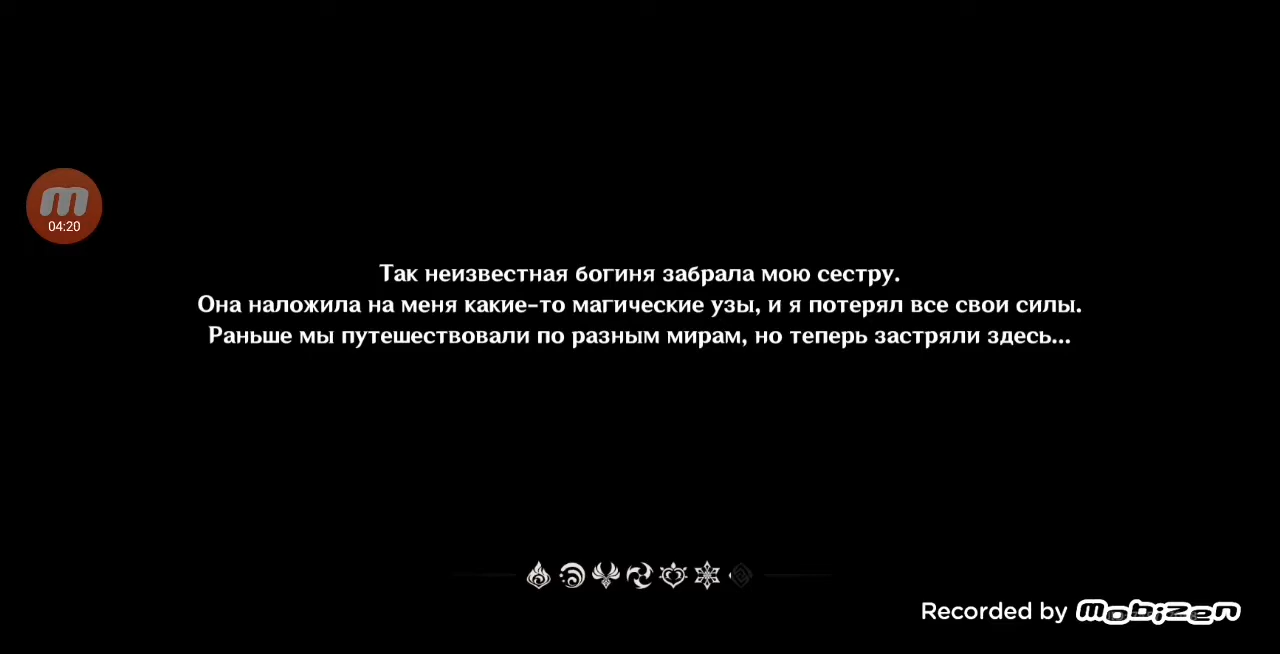 m
04:20
Так неизвестная богиня забрала мою сестру.
Она наложила на меня какие-то магические узы, и я потерял все свои силы.
Раньше мы путешествовали по разным мирам, но теперь застряли здесь...
Recorded by mobizen